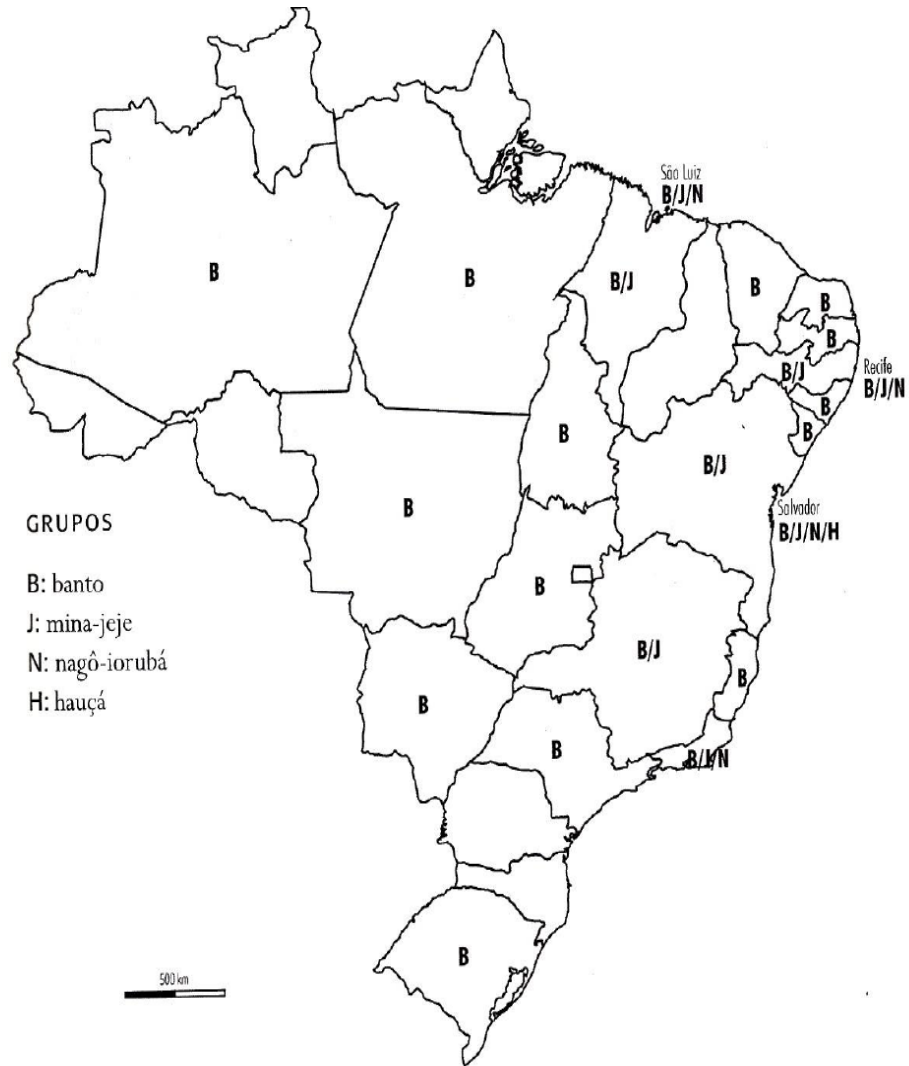 São Luiz
B/J/N
B
B
B/J
B
B
B
B/J
Recife
B/J/N
B
B
B
B/J
B
Salvador
B/J/N/H
GRUPOS
B: banto
J: mina-jeje
N: nagô-iorubá
H: hauçá
B
B/J
B
B
B
B/J/N
B
500 km